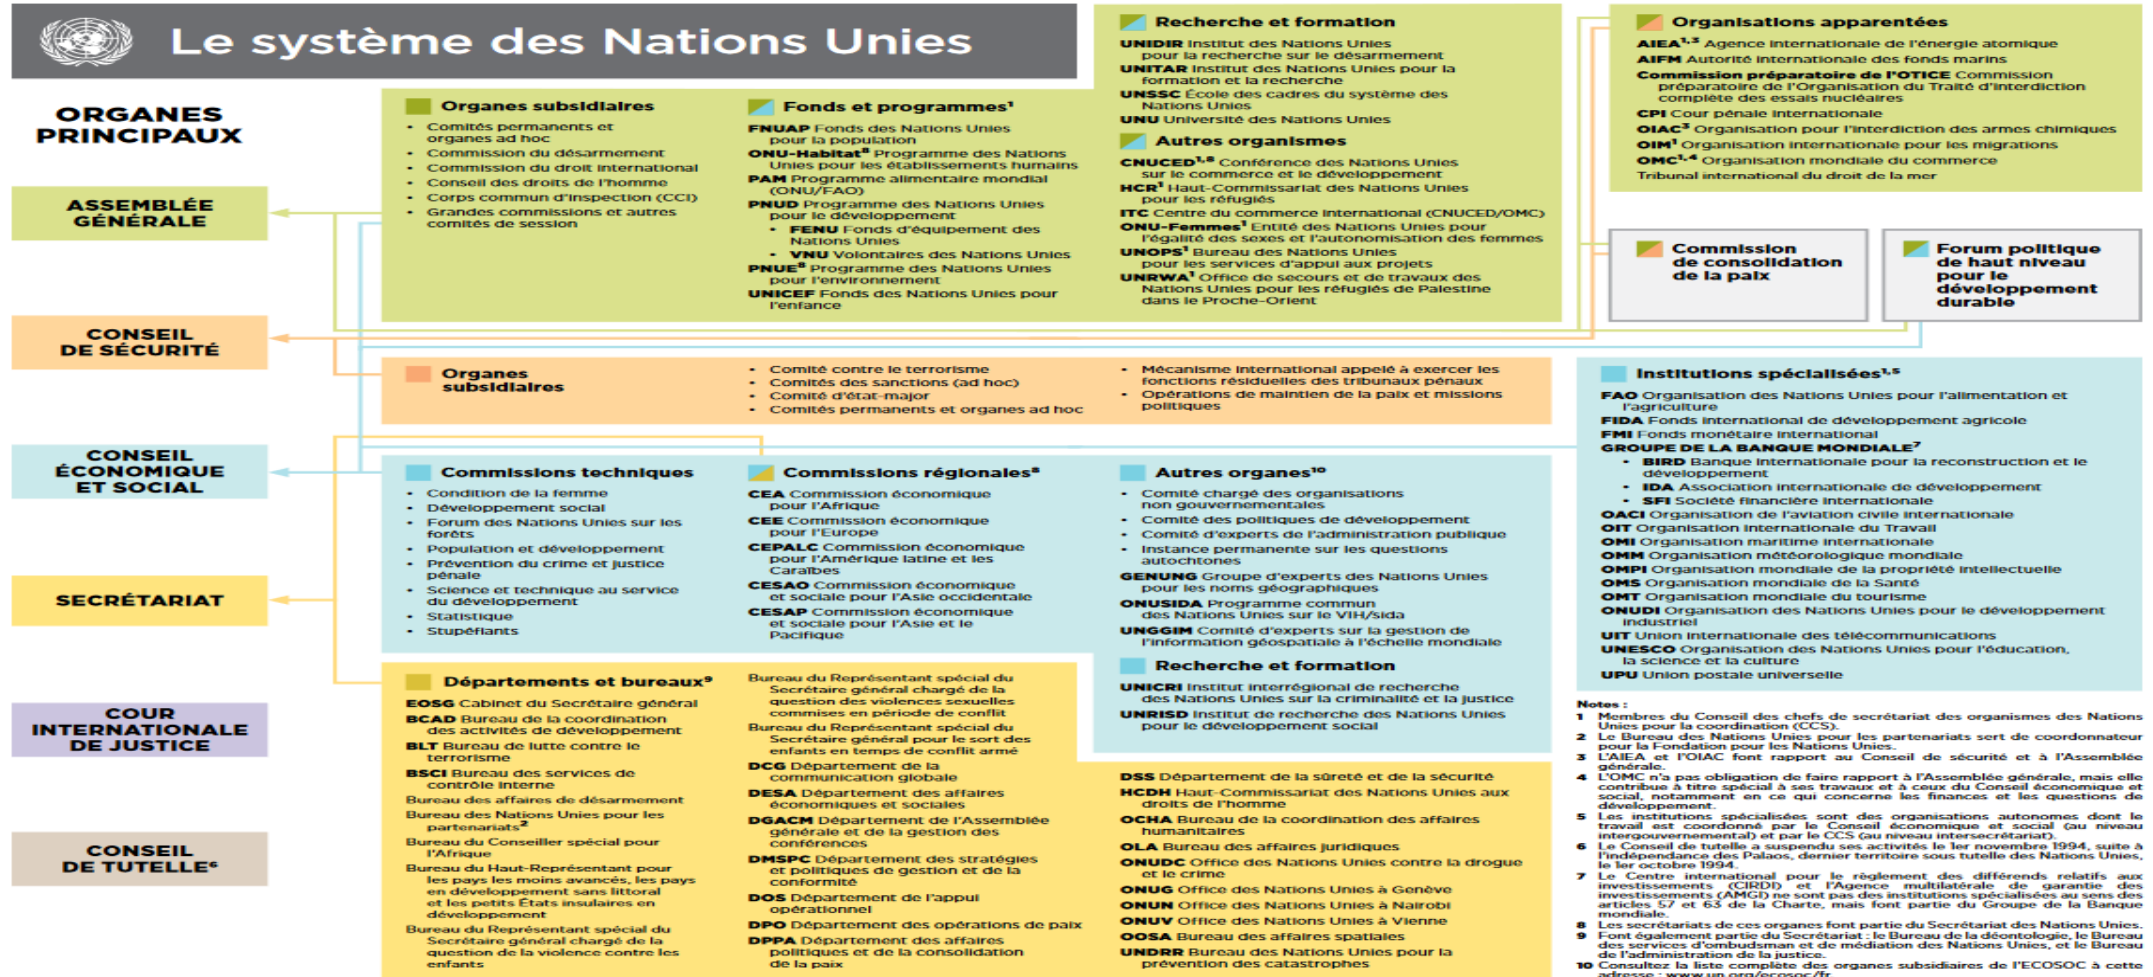 Le système des Nations Unies
ORGANES
PRINCIPAUX
ASSEMBLÉE
GÉNÉRALE
CONSEIL
DE SÉCURITÉ
CONSEIL
ÉCONOMIQUE
ET SOCIAL
SECRÉTARIAT
COUR
INTERNATIONALE
DE JUSTICE
CONSEIL
DE TUTELLE⁶
Organes subsidiaires
• Comités permanents et
organes ad hoc
• Commission du désarmement
• Commission du droit international
• Conseil des droits de l'homme
• Corps commun d'inspection (CCI)
• Grandes commissions et autres
comités de session
Fonds et programmes¹
FNUAP Fonds des Nations Unies
pour la population
ONU-Habitat⁸ Programme des Nations
Unies pour les établissements humains
PAM Programme alimentaire mondial
(ONU/FAO)
PNUD Programme des Nations Unies
pour le développement
• FENU Fonds d'équipement des
Nations Unies
• VNU Volontaires des Nations Unies
PNUE⁸ Programme des Nations Unies
pour l'environnement
UNICEF Fonds des Nations Unies pour
l'enfance
Recherche et formation
UNIDIR Institut des Nations Unies
pour la recherche sur le désarmement
UNITAR Institut des Nations Unies pour la
formation et la recherche
UNSSC École des cadres du système des
Nations Unies
UNU Université des Nations Unies
Autres organismes
CNUCED¹,⁸ Conférence des Nations Unies
sur le commerce et le développement
HCR¹ Haut-Commissariat des Nations Unies
pour les réfugiés
ITC Centre du commerce international (CNUCED/OMC)
ONU-Femmes¹ Entité des Nations Unies pour
l'égalité des sexes et l'autonomisation des femmes
UNOPS¹ Bureau des Nations Unies
pour les services d'appui aux projets
UNRWA¹ Office de secours et de travaux des
Nations Unies pour les réfugiés de Palestine
dans le Proche-Orient
Organisations apparentées
AIEA¹,³ Agence internationale de l'énergie atomique
AIFM Autorité internationale des fonds marins
Commission préparatoire de l'OTICE Commission
préparatoire de l'Organisation du Traité d'interdiction
complète des essais nucléaires
CPI Cour pénale internationale
OIAC³ Organisation pour l'interdiction des armes chimiques
OIM¹ Organisation internationale pour les migrations
OMC¹,⁴ Organisation mondiale du commerce
Tribunal international du droit de la mer
Commission
de consolidation
de la paix
Forum politique
de haut niveau
pour le
développement
durable
Organes
subsidiaires
• Comité contre le terrorisme
• Comités des sanctions (ad hoc)
• Comité d'état-major
• Comités permanents et organes ad hoc
• Mécanisme international appelé à exercer les
fonctions résiduelles des tribunaux pénaux
• Opérations de maintien de la paix et missions
politiques
Commissions techniques
• Condition de la femme
• Développement social
• Forum des Nations Unies sur les
forêts
• Population et développement
• Prévention du crime et justice
pénale
• Science et technique au service
du développement
• Statistique
• Stupéfiants
Commissions régionales⁸
CEA Commission économique
pour l'Afrique
CEE Commission économique
pour l'Europe
CEPALC Commission économique
pour l'Amérique latine et les
Caraïbes
CESAO Commission économique
et sociale pour l'Asie occidentale
CESAP Commission économique
et sociale pour l'Asie et le
Pacifique
Autres organes¹⁰
• Comité chargé des organisations
non gouvernementales
• Comité des politiques de développement
• Comité d'experts de l'administration publique
• Instance permanente sur les questions
autochtones
GENUNG Groupe d'experts des Nations Unies
pour les noms géographiques
ONUSIDA Programme commun
des Nations Unies sur le VIH/sida
UNGGIM Comité d'experts sur la gestion de
l'information géospatiale à l'échelle mondiale
Recherche et formation
UNICRI Institut interrégional de recherche
des Nations Unies sur la criminalité et la justice
UNRISD Institut de recherche des Nations Unies
pour le développement social
Institutions spécialisées¹,⁵
FAO Organisation des Nations Unies pour l'alimentation et
l'agriculture
FIDA Fonds international de développement agricole
FMI Fonds monétaire international
GROUPE DE LA BANQUE MONDIALE⁷
• BIRD Banque internationale pour la reconstruction et le
développement
• IDA Association internationale de développement
• SFI Société financière internationale
OACI Organisation de l'aviation civile internationale
OIT Organisation internationale du Travail
OMI Organisation maritime internationale
OMM Organisation météorologique mondiale
OMPI Organisation mondiale de la propriété intellectuelle
OMS Organisation mondiale de la Santé
OMT Organisation mondiale du tourisme
ONUDI Organisation des Nations Unies pour le développement
industriel
UIT Union internationale des télécommunications
UNESCO Organisation des Nations Unies pour l'éducation,
la science et la culture
UPU Union postale universelle
Départements et bureaux⁹
EOSG Cabinet du Secrétaire général
BCAD Bureau de la coordination
des activités de développement
BLT Bureau de lutte contre le
terrorisme
BSCI Bureau des services de
contrôle interne
Bureau des affaires de désarmement
Bureau des Nations Unies pour les
partenariats²
Bureau du Conseiller spécial pour
l'Afrique
Bureau du Haut-Représentant pour
les pays les moins avancés, les pays
en développement sans littoral
et les petits États insulaires en
développement
Bureau du Représentant spécial du
Secrétaire général chargé de la
question de la violence contre les
enfants
Bureau du Représentant spécial du
Secrétaire général chargé de la
question des violences sexuelles
commises en période de conflit
Bureau du Représentant spécial du
Secrétaire général pour le sort des
enfants en temps de conflit armé
DCG Département de la
communication globale
DESA Département des affaires
économiques et sociales
DGACM Département de l'Assemblée
générale et de la gestion des
conférences
DMSPC Département des stratégies
et politiques de gestion et de la
conformité
DOS Département de l'appui
opérationnel
DPO Département des opérations de paix
DPPA Département des affaires
politiques et de la consolidation
de la paix
DSS Département de la sûreté et de la sécurité
HCDH Haut-Commissariat des Nations Unies aux
droits de l'homme
OCHA Bureau de la coordination des affaires
humanitaires
OLA Bureau des affaires juridiques
ONUDC Office des Nations Unies contre la drogue
et le crime
ONUG Office des Nations Unies à Genève
ONUN Office des Nations Unies à Nairobi
ONUV Office des Nations Unies à Vienne
OOSA Bureau des affaires spatiales
UNDRR Bureau des Nations Unies pour la
prévention des catastrophes
Notes :
1 Membres du Conseil des chefs de secrétariat des organismes des Nations
Unies pour la coordination (CCS).
2 Le Bureau des Nations Unies pour les partenariats sert de coordonnateur
pour la Fondation pour les Nations Unies.
3 L'AIEA et l'OIAC font rapport au Conseil de sécurité et à l'Assemblée
générale.
4 L'OMC n'a pas obligation de faire rapport à l'Assemblée générale, mais elle
contribue à titre spécial à ses travaux et à ceux du Conseil économique et
social, notamment en ce qui concerne les finances et les questions de
développement.
5 Les institutions spécialisées sont des organisations autonomes dont le
travail est coordonné par le Conseil économique et social (au niveau
intergouvernemental) et par le CCS (au niveau intersecrétariat).
6 Le Conseil de tutelle a suspendu ses activités le 1er novembre 1994, suite à
l'indépendance des Palaos, dernier territoire sous tutelle des Nations Unies,
le 1er octobre 1994.
7 Le Centre international pour le règlement des différends relatifs aux
investissements (CIRDI) et l'Agence multilatérale de garantie des
investissements (AMGI) ne sont pas des institutions spécialisées au sens des
articles 57 et 63 de la Charte, mais font partie du Groupe de la Banque
mondiale.
8 Les secrétariats de ces organes font partie du Secrétariat des Nations Unies.
9 Font également partie du Secrétariat : le Bureau de la déontologie, le Bureau
des services d'ombudsman et de médiation des Nations Unies, et le Bureau
de l'administration de la justice.
10 Consultez la liste complète des organes subsidiaires de l'ECOSOC à cette
adresse : www.un.org/ecosoc/fr